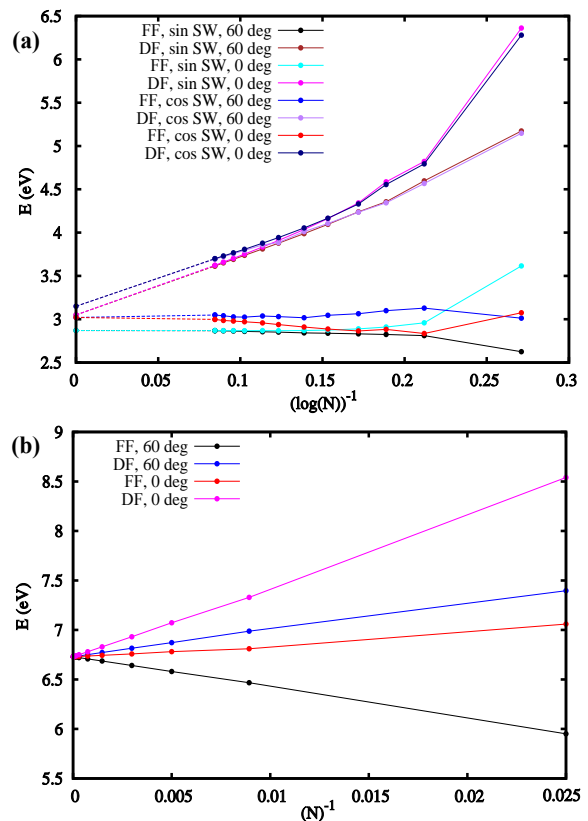 (a)
FF, sin SW, 60 deg
DF, sin SW, 60 deg
FF, sin SW, 0 deg
DF, sin SW, 0 deg
FF, cos SW, 60 deg
DF, cos SW, 60 deg
FF, cos SW, 0 deg
DF, cos SW, 0 deg
E (eV)
6.5
6
5.5
5
4.5
4
3.5
3
2.5
0 0.05 0.1 0.15 0.2 0.25 0.3
(log(N))⁻¹
(b)
FF, 60 deg
DF, 60 deg
FF, 0 deg
DF, 0 deg
E (eV)
9
8.5
8
7.5
7
6.5
6
5.5
0 0.005 0.01 0.015 0.02 0.025
(N)⁻¹